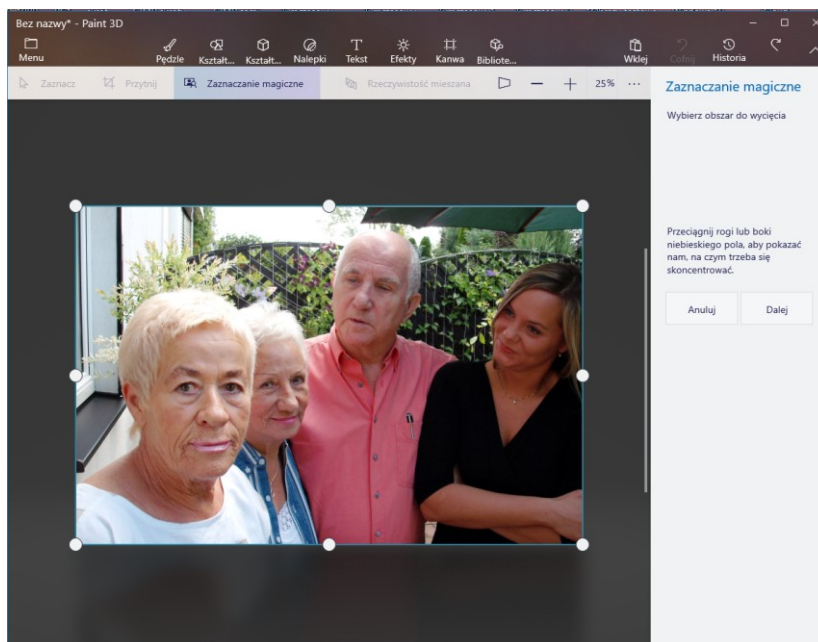 Bez nazwy* - Paint 3D
Menu Pędzle Kształt... Kształt... Nalepki Tekst Efekty Kanwa Bibliote... Wklej Cofnij Historia
Zaznacz Przytnij Zaznaczanie magiczne Rzeczywistość mieszana 25% ...
Zaznaczanie magiczne
Wybierz obszar do wycięcia
Przeciągnij rogi lub boki
niebieskiego pola, aby pokazać
nam, na czym trzeba się
skoncentrować.
Anuluj Dalej